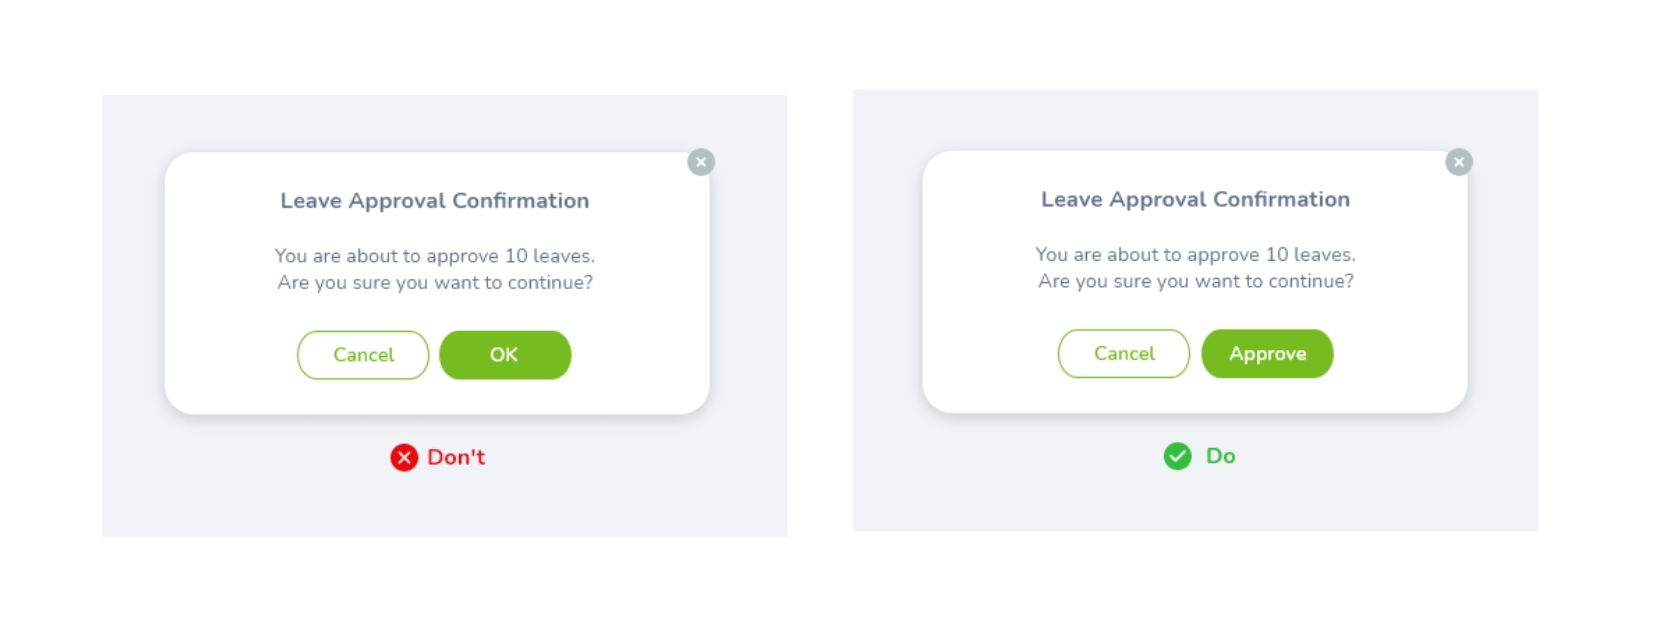 Leave Approval Confirmation
You are about to approve 10 leaves.
Are you sure you want to continue?
Cancel
OK
Don't
Leave Approval Confirmation
You are about to approve 10 leaves.
Are you sure you want to continue?
Cancel
Approve
Do